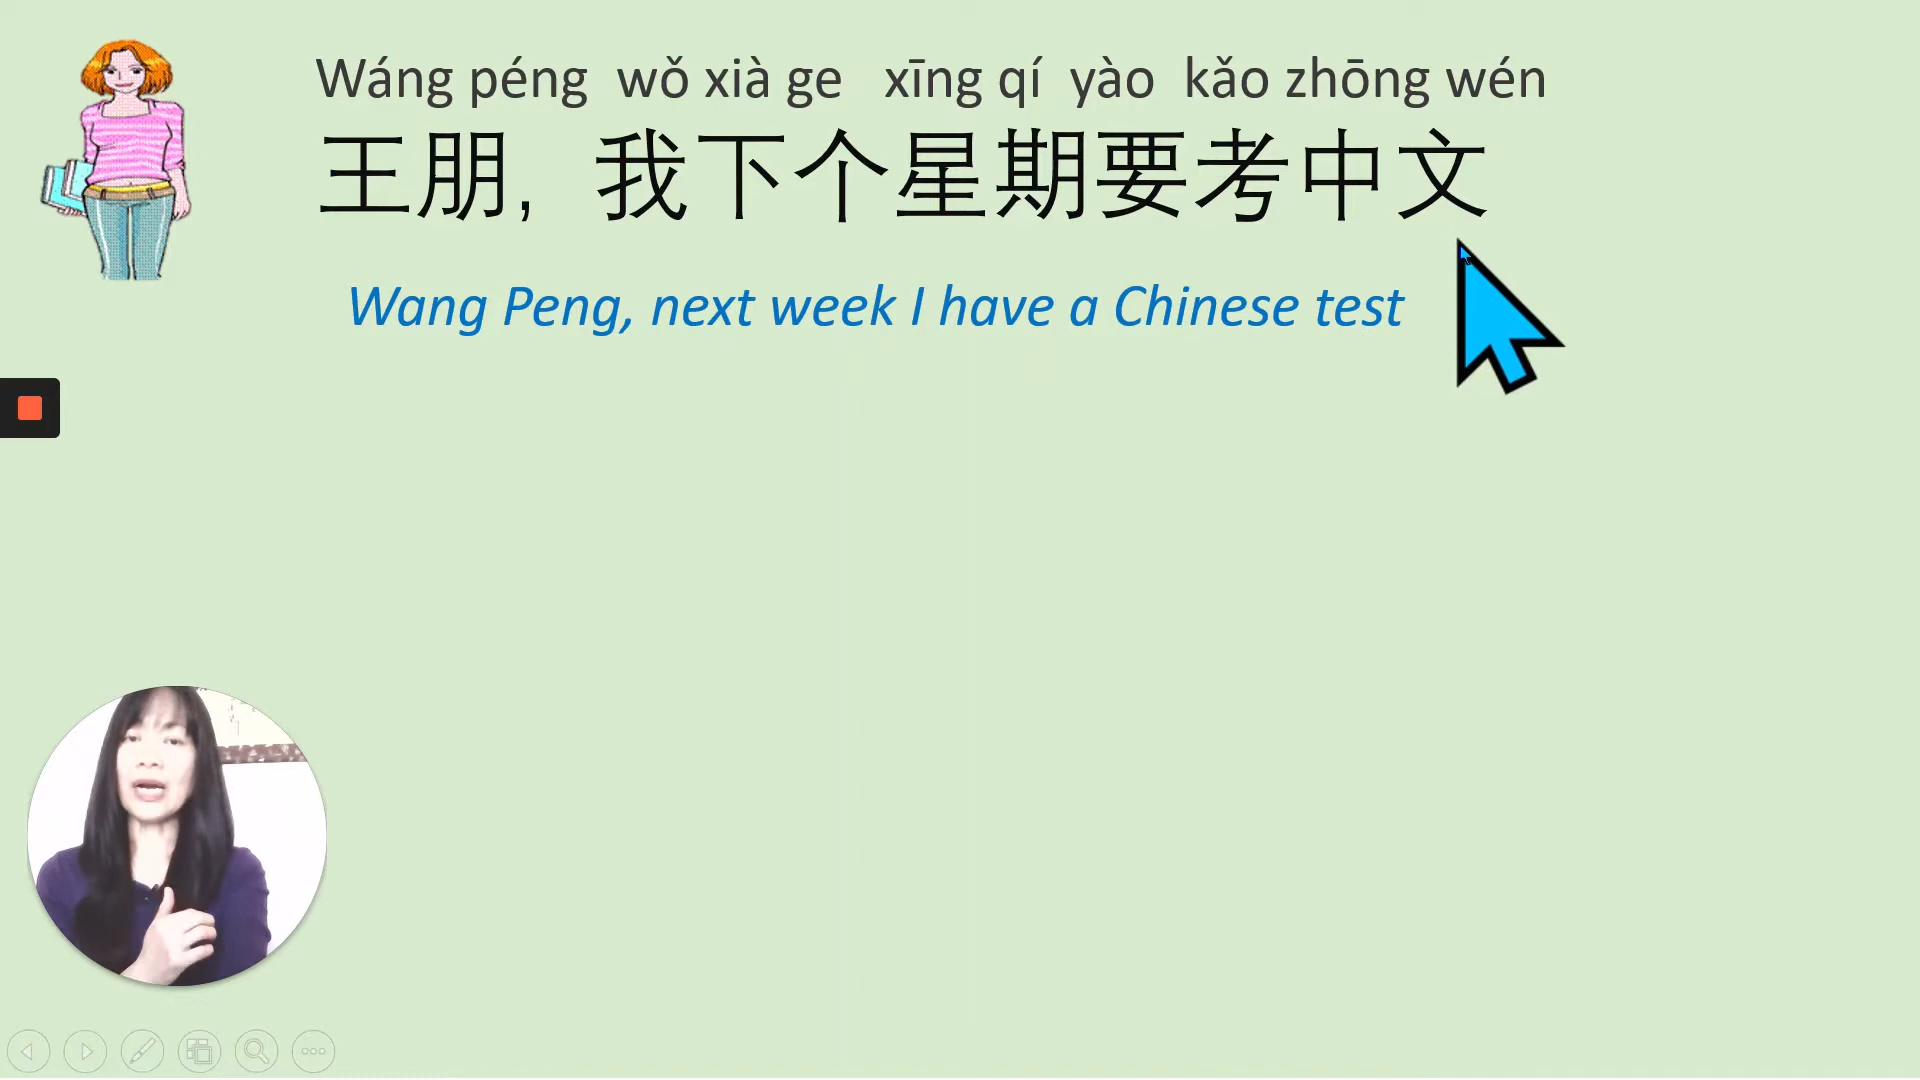 Wáng péng wǒ xià ge xīng qí yào kǎo zhōng wén
王朋, 我下个星期要考中文
Wang Peng, next week I have a Chinese test